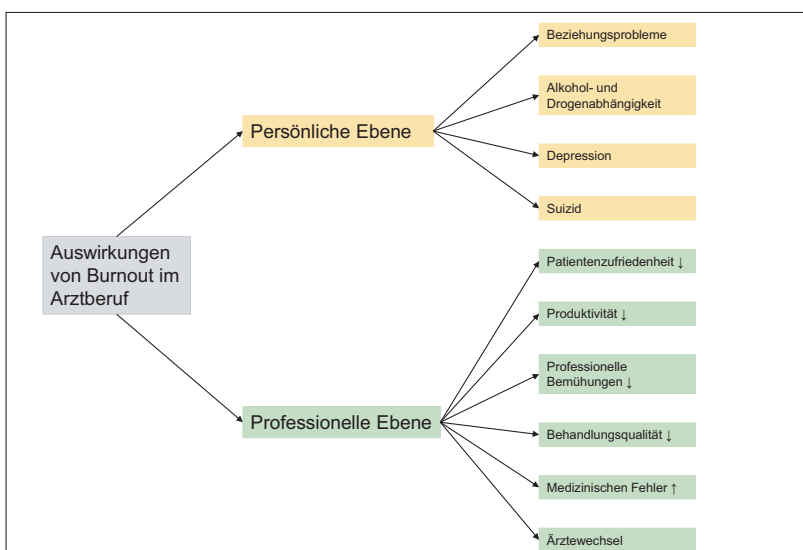 Auswirkungen
von Burnout im
Arztberuf
Persönliche Ebene
Beziehungsprobleme
Alkohol- und
Drogenabhängigkeit
Depression
Suizid
Professionelle Ebene
Patientenzufriedenheit ↓
Produktivität ↓
Professionelle
Bemühungen ↓
Behandlungsqualität ↓
Medizinischen Fehler ↑
Ärztewechsel